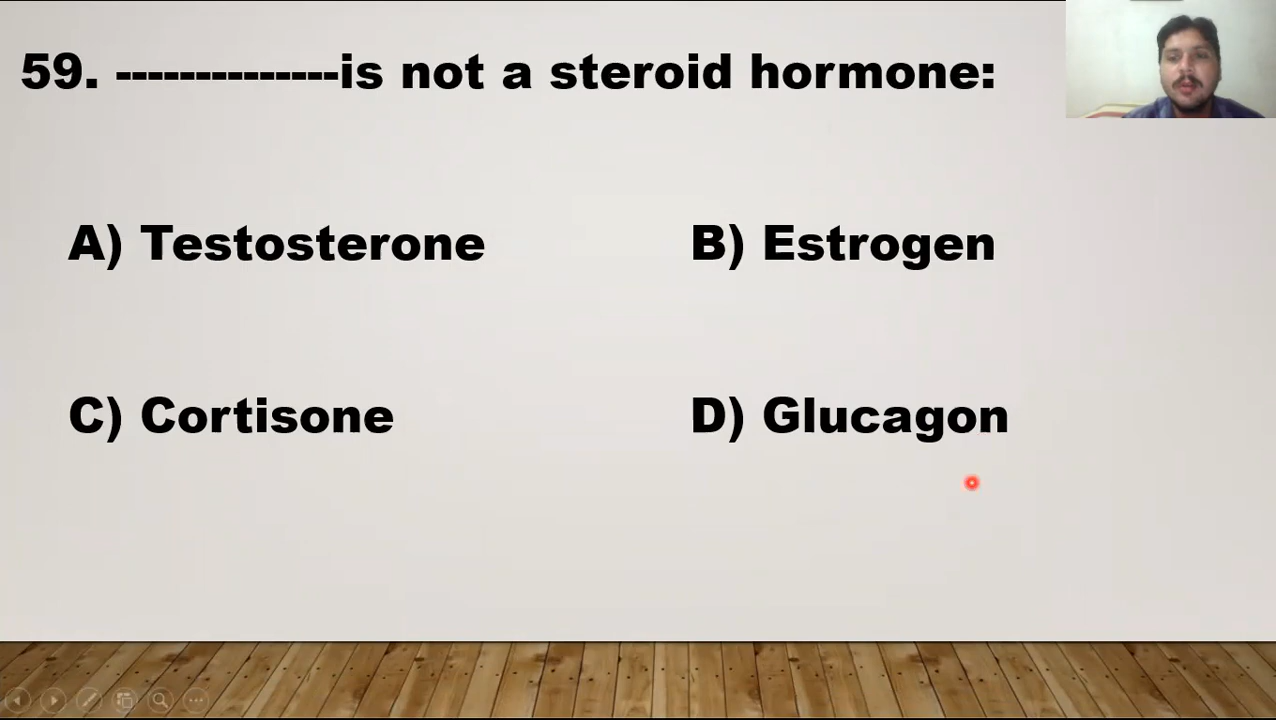 59. --------------is not a steroid hormone:
A) Testosterone B) Estrogen
C) Cortisone D) Glucagon